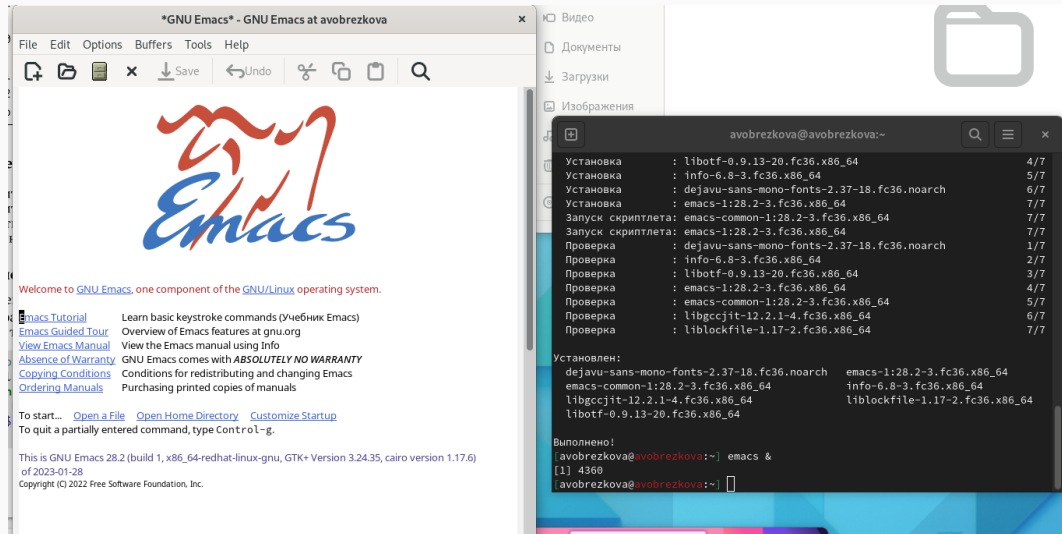 *GNU Emacs* - GNU Emacs at avobrezkova
File Edit Options Buffers Tools Help
Save Undo
Emacs
Welcome to GNU Emacs, one component of the GNU/Linux operating system.
Emacs Tutorial Learn basic keystroke commands (Учебник Emacs)
Emacs Guided Tour Overview of Emacs features at gnu.org
View Emacs Manual View the Emacs manual using Info
Absence of Warranty GNU Emacs comes with ABSOLUTELY NO WARRANTY
Copying Conditions Conditions for redistributing and changing Emacs
Ordering Manuals Purchasing printed copies of manuals
To start... Open a File Open Home Directory Customize Startup
To quit a partially entered command, type Control-g.
This is GNU Emacs 28.2 (build 1, x86_64-redhat-linux-gnu, GTK+ Version 3.24.35, cairo version 1.17.6)
of 2023-01-28
Copyright (C) 2022 Free Software Foundation, Inc.
Видео
Документы
Загрузки
Изображения
avobrezkova@avobrezkova:~
Установка : libotf-0.9.13-20.fc36.x86_64 4/7
Установка : info-6.8-3.fc36.x86_64 5/7
Установка : dejavu-sans-mono-fonts-2.37-18.fc36.noarch 6/7
Установка : emacs-1:28.2-3.fc36.x86_64 7/7
Запуск скриптлета: emacs-common-1:28.2-3.fc36.x86_64 7/7
Запуск скриптлета: emacs-1:28.2-3.fc36.x86_64 7/7
Проверка : dejavu-sans-mono-fonts-2.37-18.fc36.noarch 1/7
Проверка : info-6.8-3.fc36.x86_64 2/7
Проверка : libotf-0.9.13-20.fc36.x86_64 3/7
Проверка : emacs-1:28.2-3.fc36.x86_64 4/7
Проверка : emacs-common-1:28.2-3.fc36.x86_64 5/7
Проверка : libgccjit-12.2.1-4.fc36.x86_64 6/7
Проверка : liblockfile-1.17-2.fc36.x86_64 7/7
Установлен:
dejavu-sans-mono-fonts-2.37-18.fc36.noarch emacs-1:28.2-3.fc36.x86_64
emacs-common-1:28.2-3.fc36.x86_64 info-6.8-3.fc36.x86_64
libgccjit-12.2.1-4.fc36.x86_64 liblockfile-1.17-2.fc36.x86_64
libotf-0.9.13-20.fc36.x86_64
Выполнено!
[avobrezkova@avobrezkova:~] emacs &
[1] 4360
[avobrezkova@avobrezkova:~]